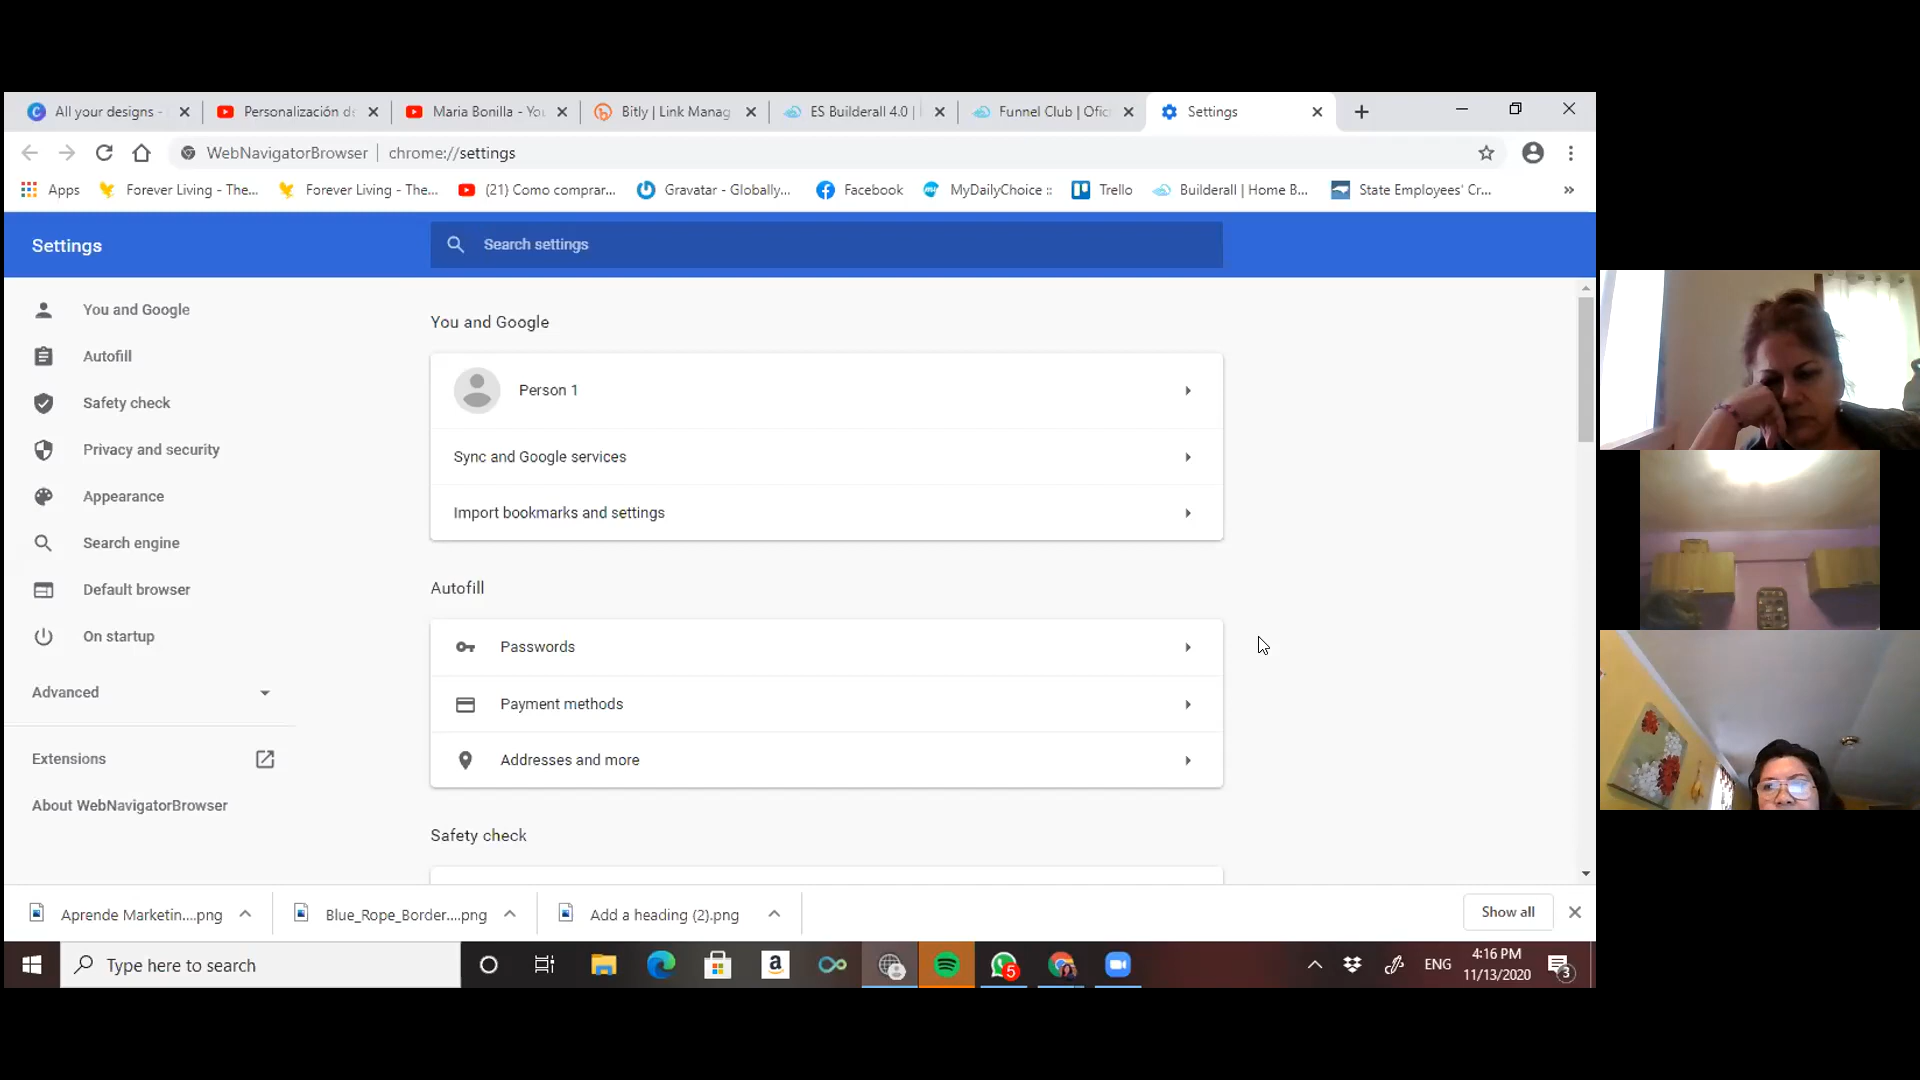 All your designs -
Personalización de
Maria Bonilla - You
Bitly | Link Manag
ES Builderall 4.0 |
Funnel Club | Ofic
Settings
WebNavigatorBrowser | chrome://settings
Apps
Forever Living - The...
Forever Living - The...
(21) Como comprar...
Gravatar - Globally...
Facebook
MyDailyChoice ::
Trello
Builderall | Home B...
State Employees' Cr...
»
Settings
Search settings
You and Google
Autofill
Safety check
Privacy and security
Appearance
Search engine
Default browser
On startup
Advanced
Extensions
About WebNavigatorBrowser
You and Google
Person 1
Sync and Google services
Import bookmarks and settings
Autofill
Passwords
Payment methods
Addresses and more
Safety check
Aprende Marketin....png
Blue_Rope_Border....png
Add a heading (2).png
Show all
Type here to search
a
5
ENG
4:16 PM
11/13/2020
3